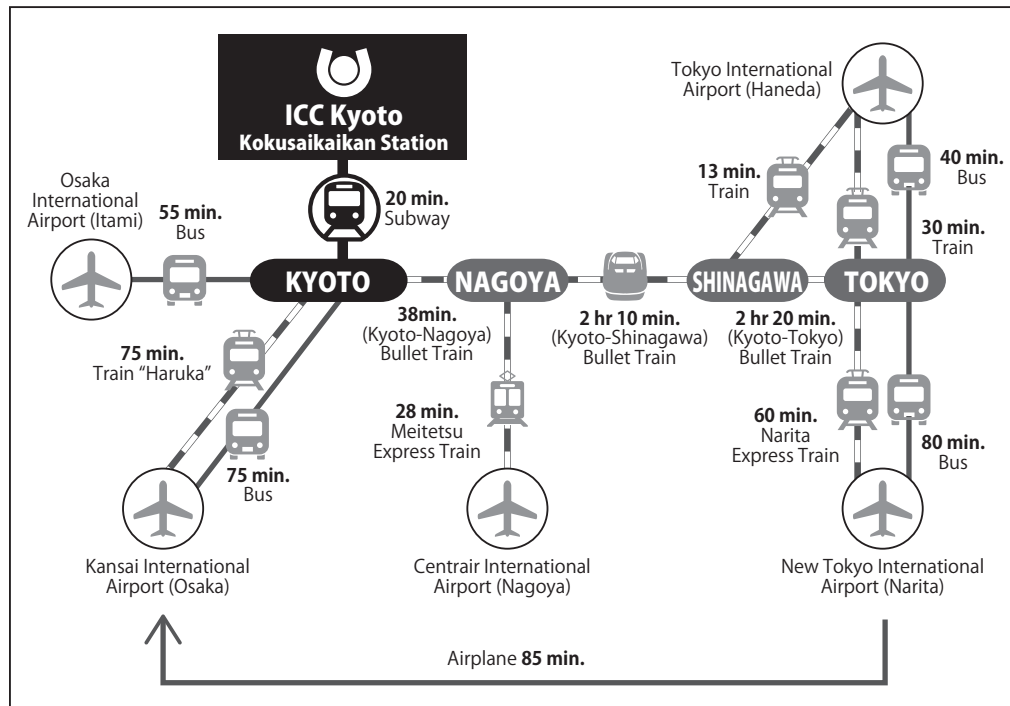 ICC Kyoto
Kokusaikaikan Station
20 min.
Subway
Osaka
International
Airport (Itami)
55 min.
Bus
Tokyo International
Airport (Haneda)
13 min.
Train
40 min.
Bus
30 min.
Train
KYOTO
NAGOYA
SHINAGAWA
TOKYO
38min.
(Kyoto-Nagoya)
Bullet Train
2 hr 10 min.
(Kyoto-Shinagawa)
Bullet Train
2 hr 20 min.
(Kyoto-Tokyo)
Bullet Train
75 min.
Train “Haruka”
75 min.
Bus
28 min.
Meitetsu
Express Train
60 min.
Narita
Express Train
80 min.
Bus
Kansai International
Airport (Osaka)
Centrair International
Airport (Nagoya)
New Tokyo International
Airport (Narita)
Airplane 85 min.